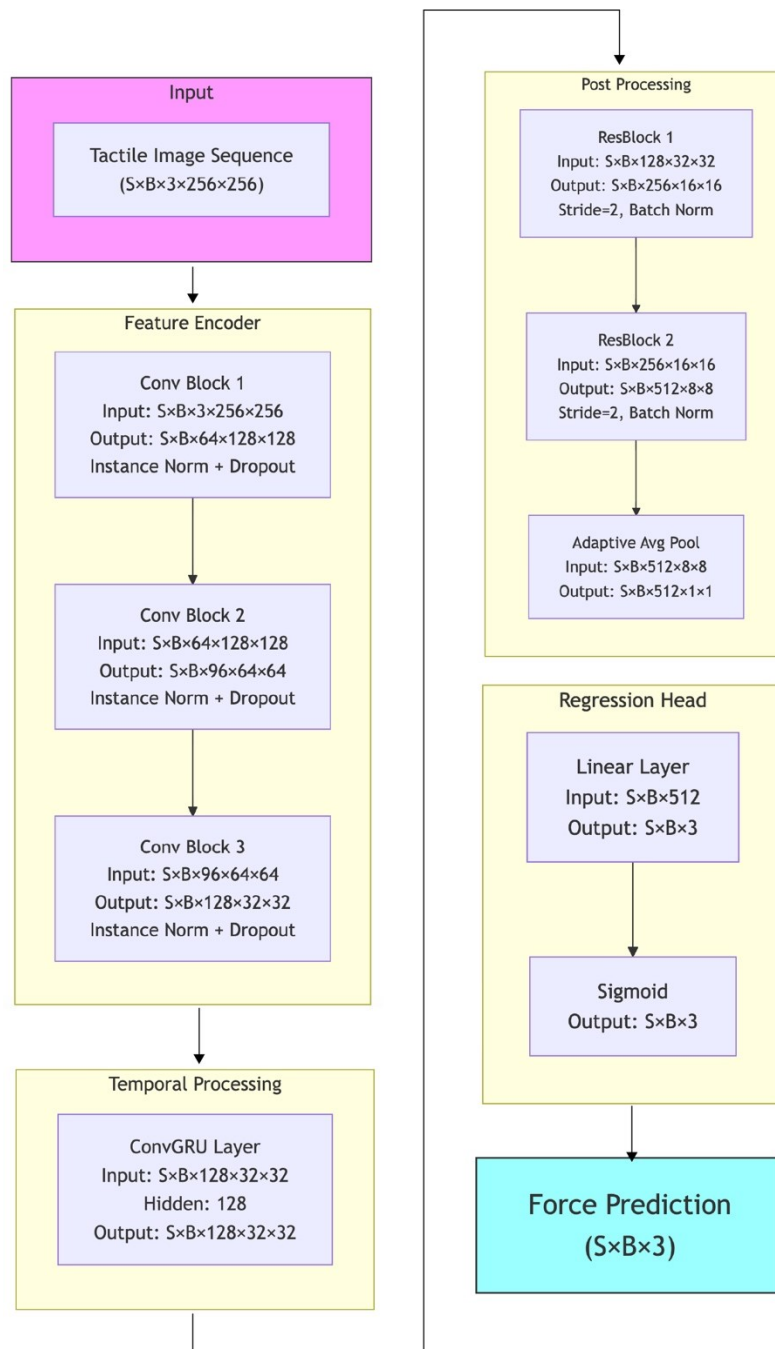 Input
Tactile Image Sequence
(S×B×3×256×256)
Feature Encoder
Conv Block 1
Input: S×B×3×256×256
Output: S×B×64×128×128
Instance Norm + Dropout
Conv Block 2
Input: S×B×64×128×128
Output: S×B×96×64×64
Instance Norm + Dropout
Conv Block 3
Input: S×B×96×64×64
Output: S×B×128×32×32
Instance Norm + Dropout
Temporal Processing
ConvGRU Layer
Input: S×B×128×32×32
Hidden: 128
Output: S×B×128×32×32
Post Processing
ResBlock 1
Input: S×B×128×32×32
Output: S×B×256×16×16
Stride=2, Batch Norm
ResBlock 2
Input: S×B×256×16×16
Output: S×B×512×8×8
Stride=2, Batch Norm
Adaptive Avg Pool
Input: S×B×512×8×8
Output: S×B×512×1×1
Regression Head
Linear Layer
Input: S×B×512
Output: S×B×3
Sigmoid
Output: S×B×3
Force Prediction
(S×B×3)